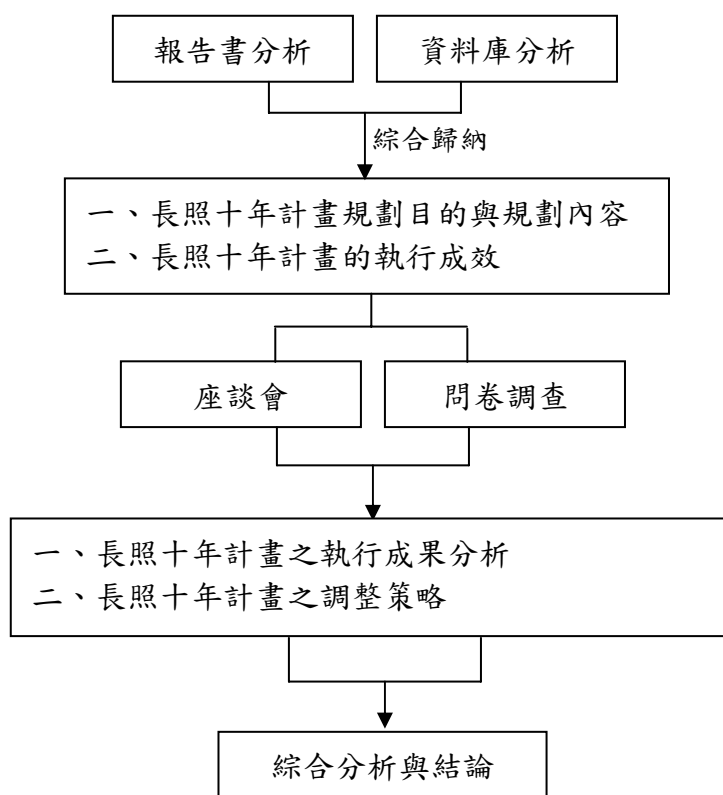 報告書分析
資料庫分析
綜合歸納
一、長照十年計畫規劃目的與規劃內容
二、長照十年計畫的執行成效
座談會
問卷調查
一、長照十年計畫之執行成果分析
二、長照十年計畫之調整策略
綜合分析與結論